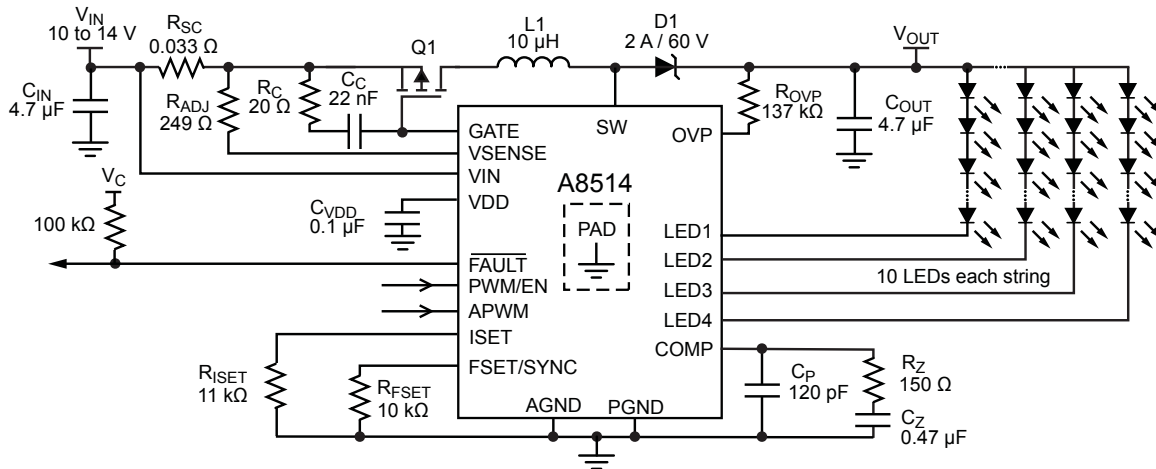 VIN
10 to 14 V
RSC
0.033 Ω
Q1
L1
10 µH
D1
2 A / 60 V
VOUT
CIN
4.7 µF
RADJ
249 Ω
RC
20 Ω
CC
22 nF
ROVP
137 kΩ
COUT
4.7 µF
GATE
VSENSE
VIN
VDD
SW
OVP
A8514
PAD
VC
100 kΩ
CVDD
0.1 µF
FAULT
PWM/EN
APWM
ISET
FSET/SYNC
LED1
LED2
LED3
LED4
COMP
10 LEDs each string
RISET
11 kΩ
RFSET
10 kΩ
AGND
PGND
CP
120 pF
RZ
150 Ω
CZ
0.47 µF